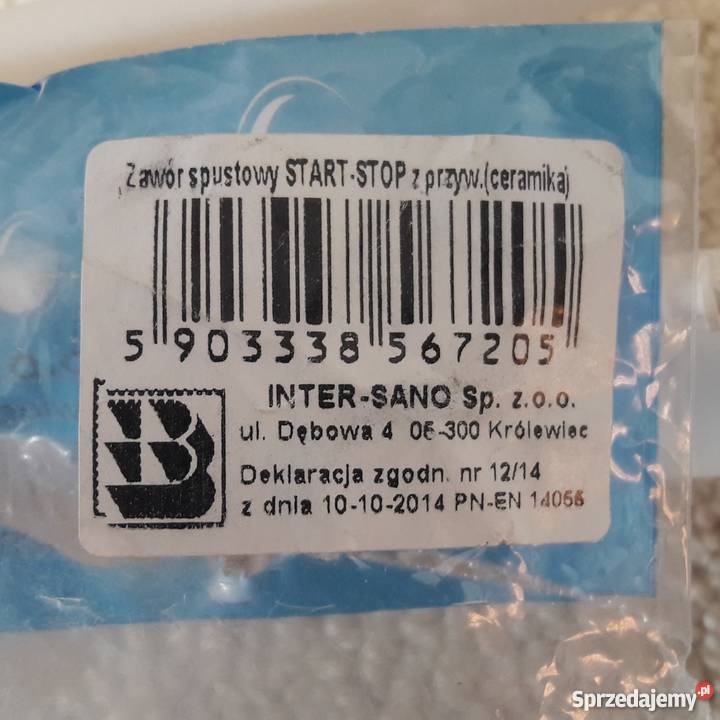 Zawór spustowy START-STOP z przyw.(ceramika)
5 903338 567205
INTER-SANO Sp. z.o.o.
ul. Dębowa 4 05-300 Królewiec
Deklaracja zgodn. nr 12/14
z dnia 10-10-2014 PN-EN 14055
B
Sprzedajemy.pl